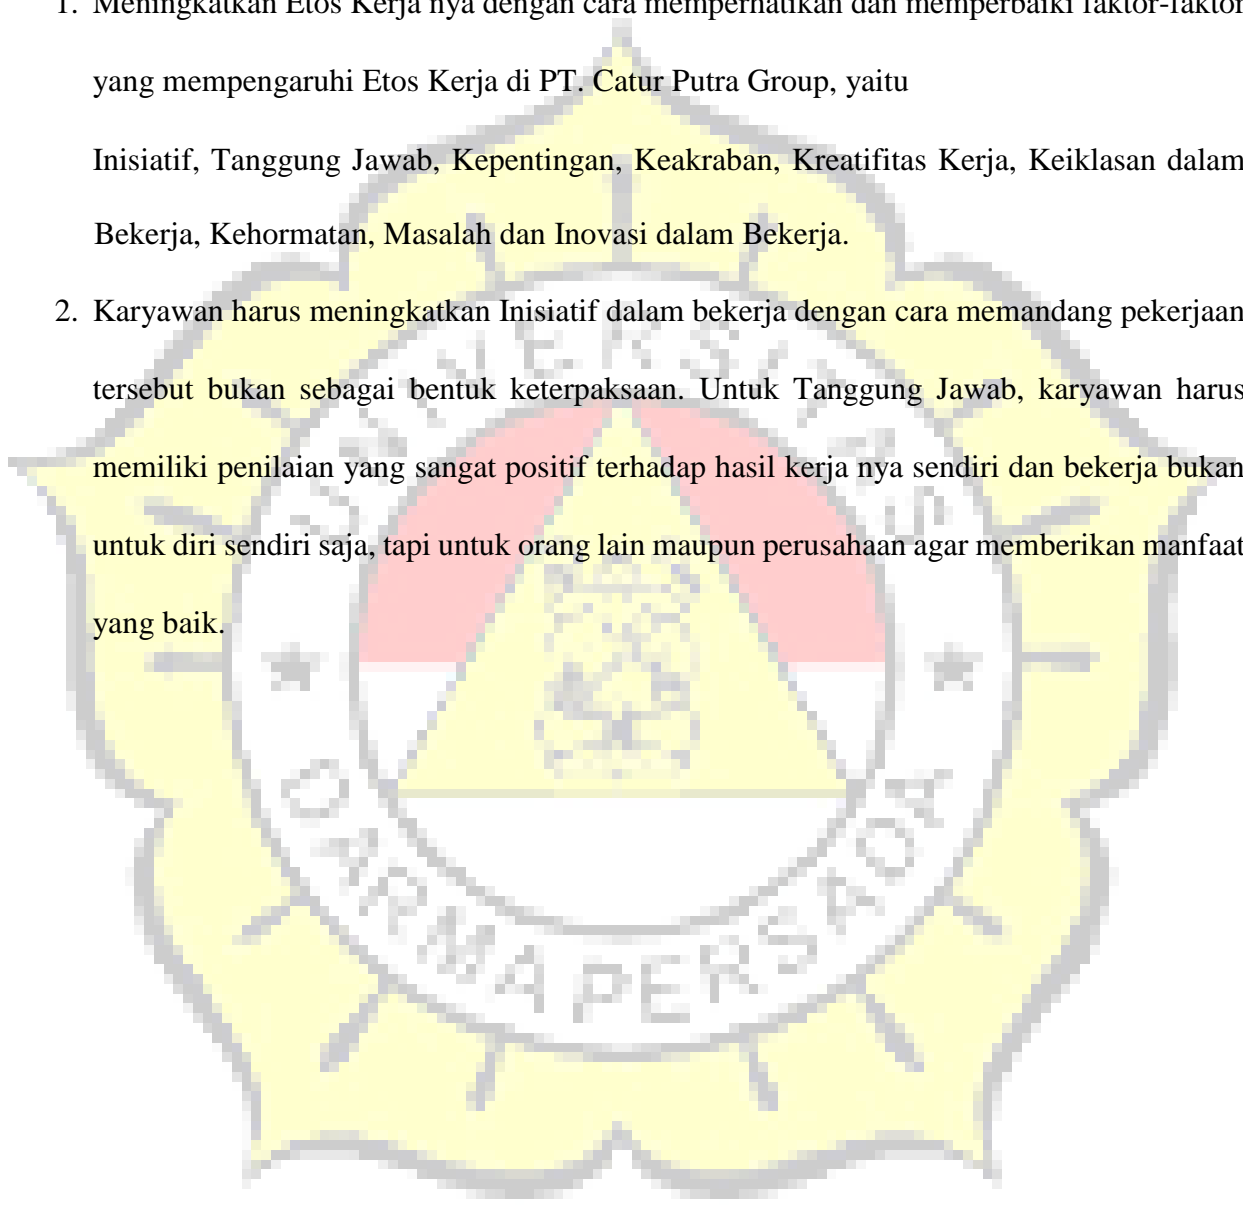 1. Meningkatkan Etos Kerja nya dengan cara memperhatikan dan memperbaiki faktor-faktor
yang mempengaruhi Etos Kerja di PT. Catur Putra Group, yaitu
Inisiatif, Tanggung Jawab, Kepentingan, Keakraban, Kreatifitas Kerja, Keiklasan dalam
Bekerja, Kehormatan, Masalah dan Inovasi dalam Bekerja.
2. Karyawan harus meningkatkan Inisiatif dalam bekerja dengan cara memandang pekerjaan
tersebut bukan sebagai bentuk keterpaksaan. Untuk Tanggung Jawab, karyawan harus
memiliki penilaian yang sangat positif terhadap hasil kerja nya sendiri dan bekerja bukan
untuk diri sendiri saja, tapi untuk orang lain maupun perusahaan agar memberikan manfaat
yang baik.
UNIVERSITAS
DARMA PERSADA